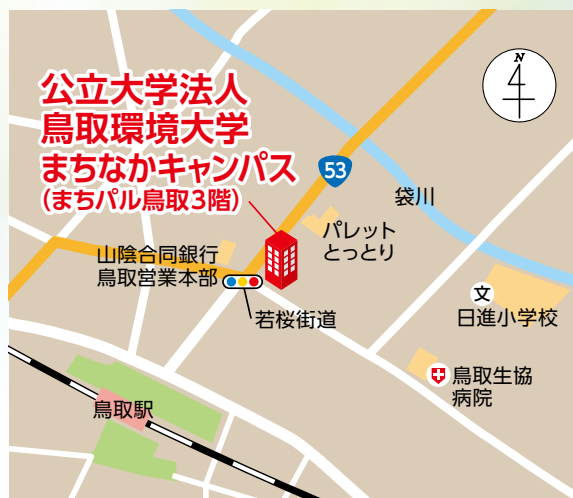 公立大学法人
鳥取環境大学
まちなかキャンパス
(まちパル鳥取3階)
N
53
袋川
パレット
とっとり
山陰合同銀行
鳥取営業本部
若桜街道
文
日進小学校
鳥取生協
病院
鳥取駅